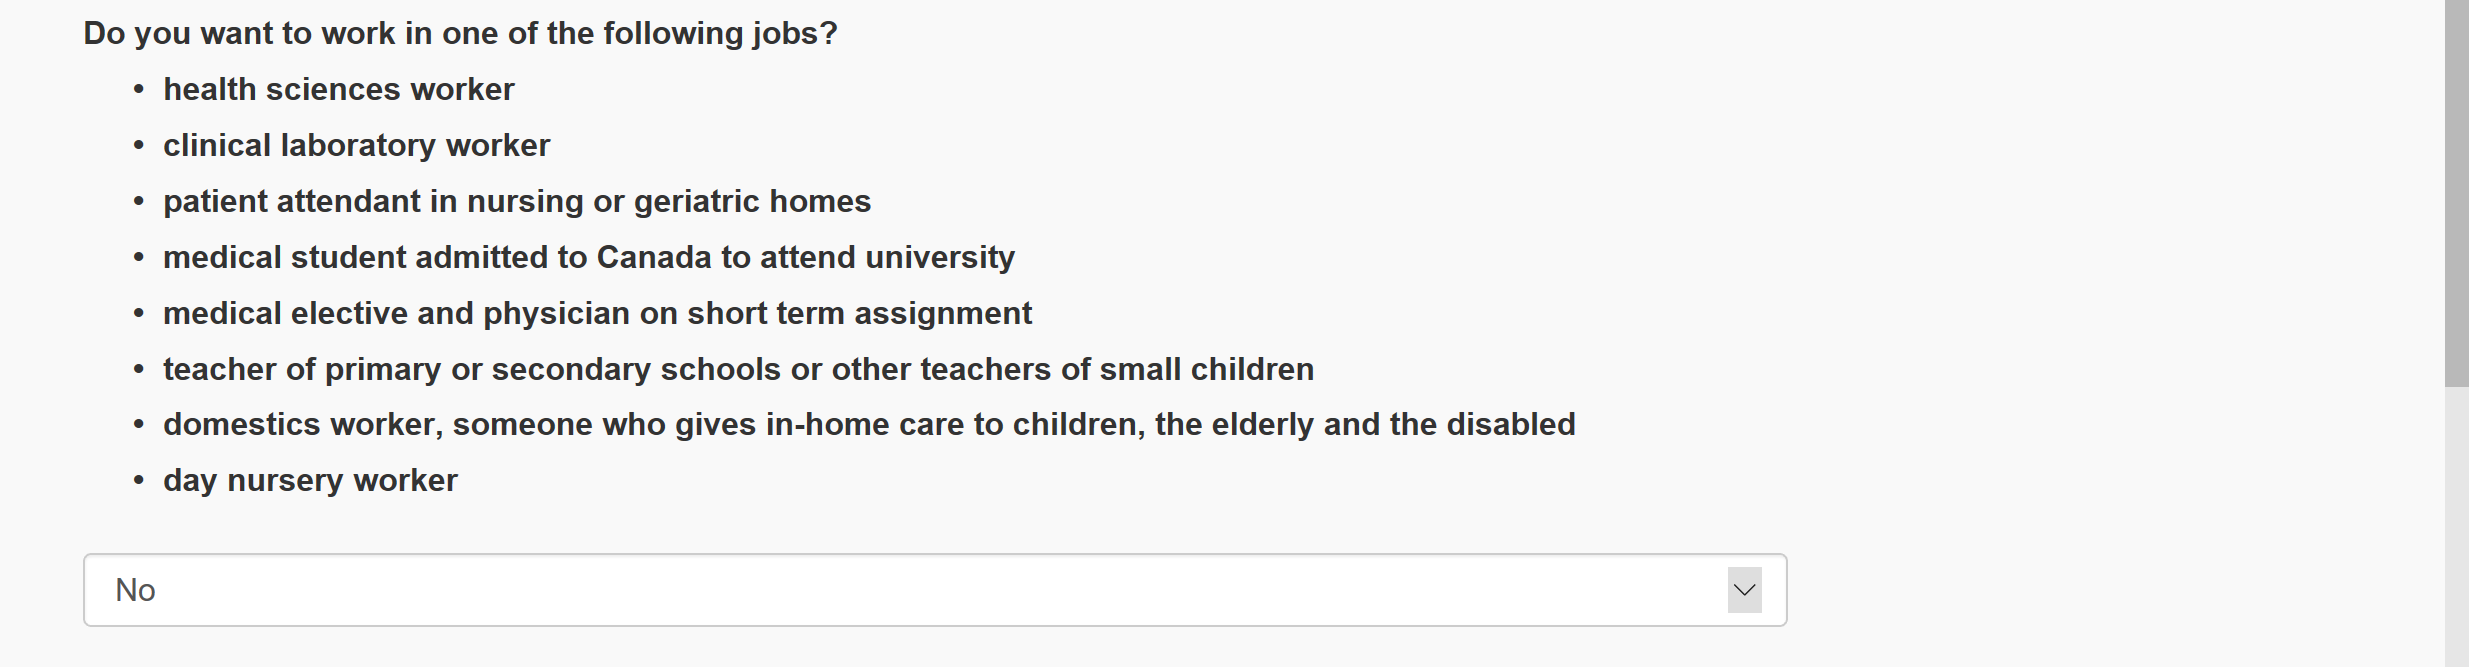 Do you want to work in one of the following jobs?
• health sciences worker
• clinical laboratory worker
• patient attendant in nursing or geriatric homes
• medical student admitted to Canada to attend university
• medical elective and physician on short term assignment
• teacher of primary or secondary schools or other teachers of small children
• domestics worker, someone who gives in-home care to children, the elderly and the disabled
• day nursery worker
No